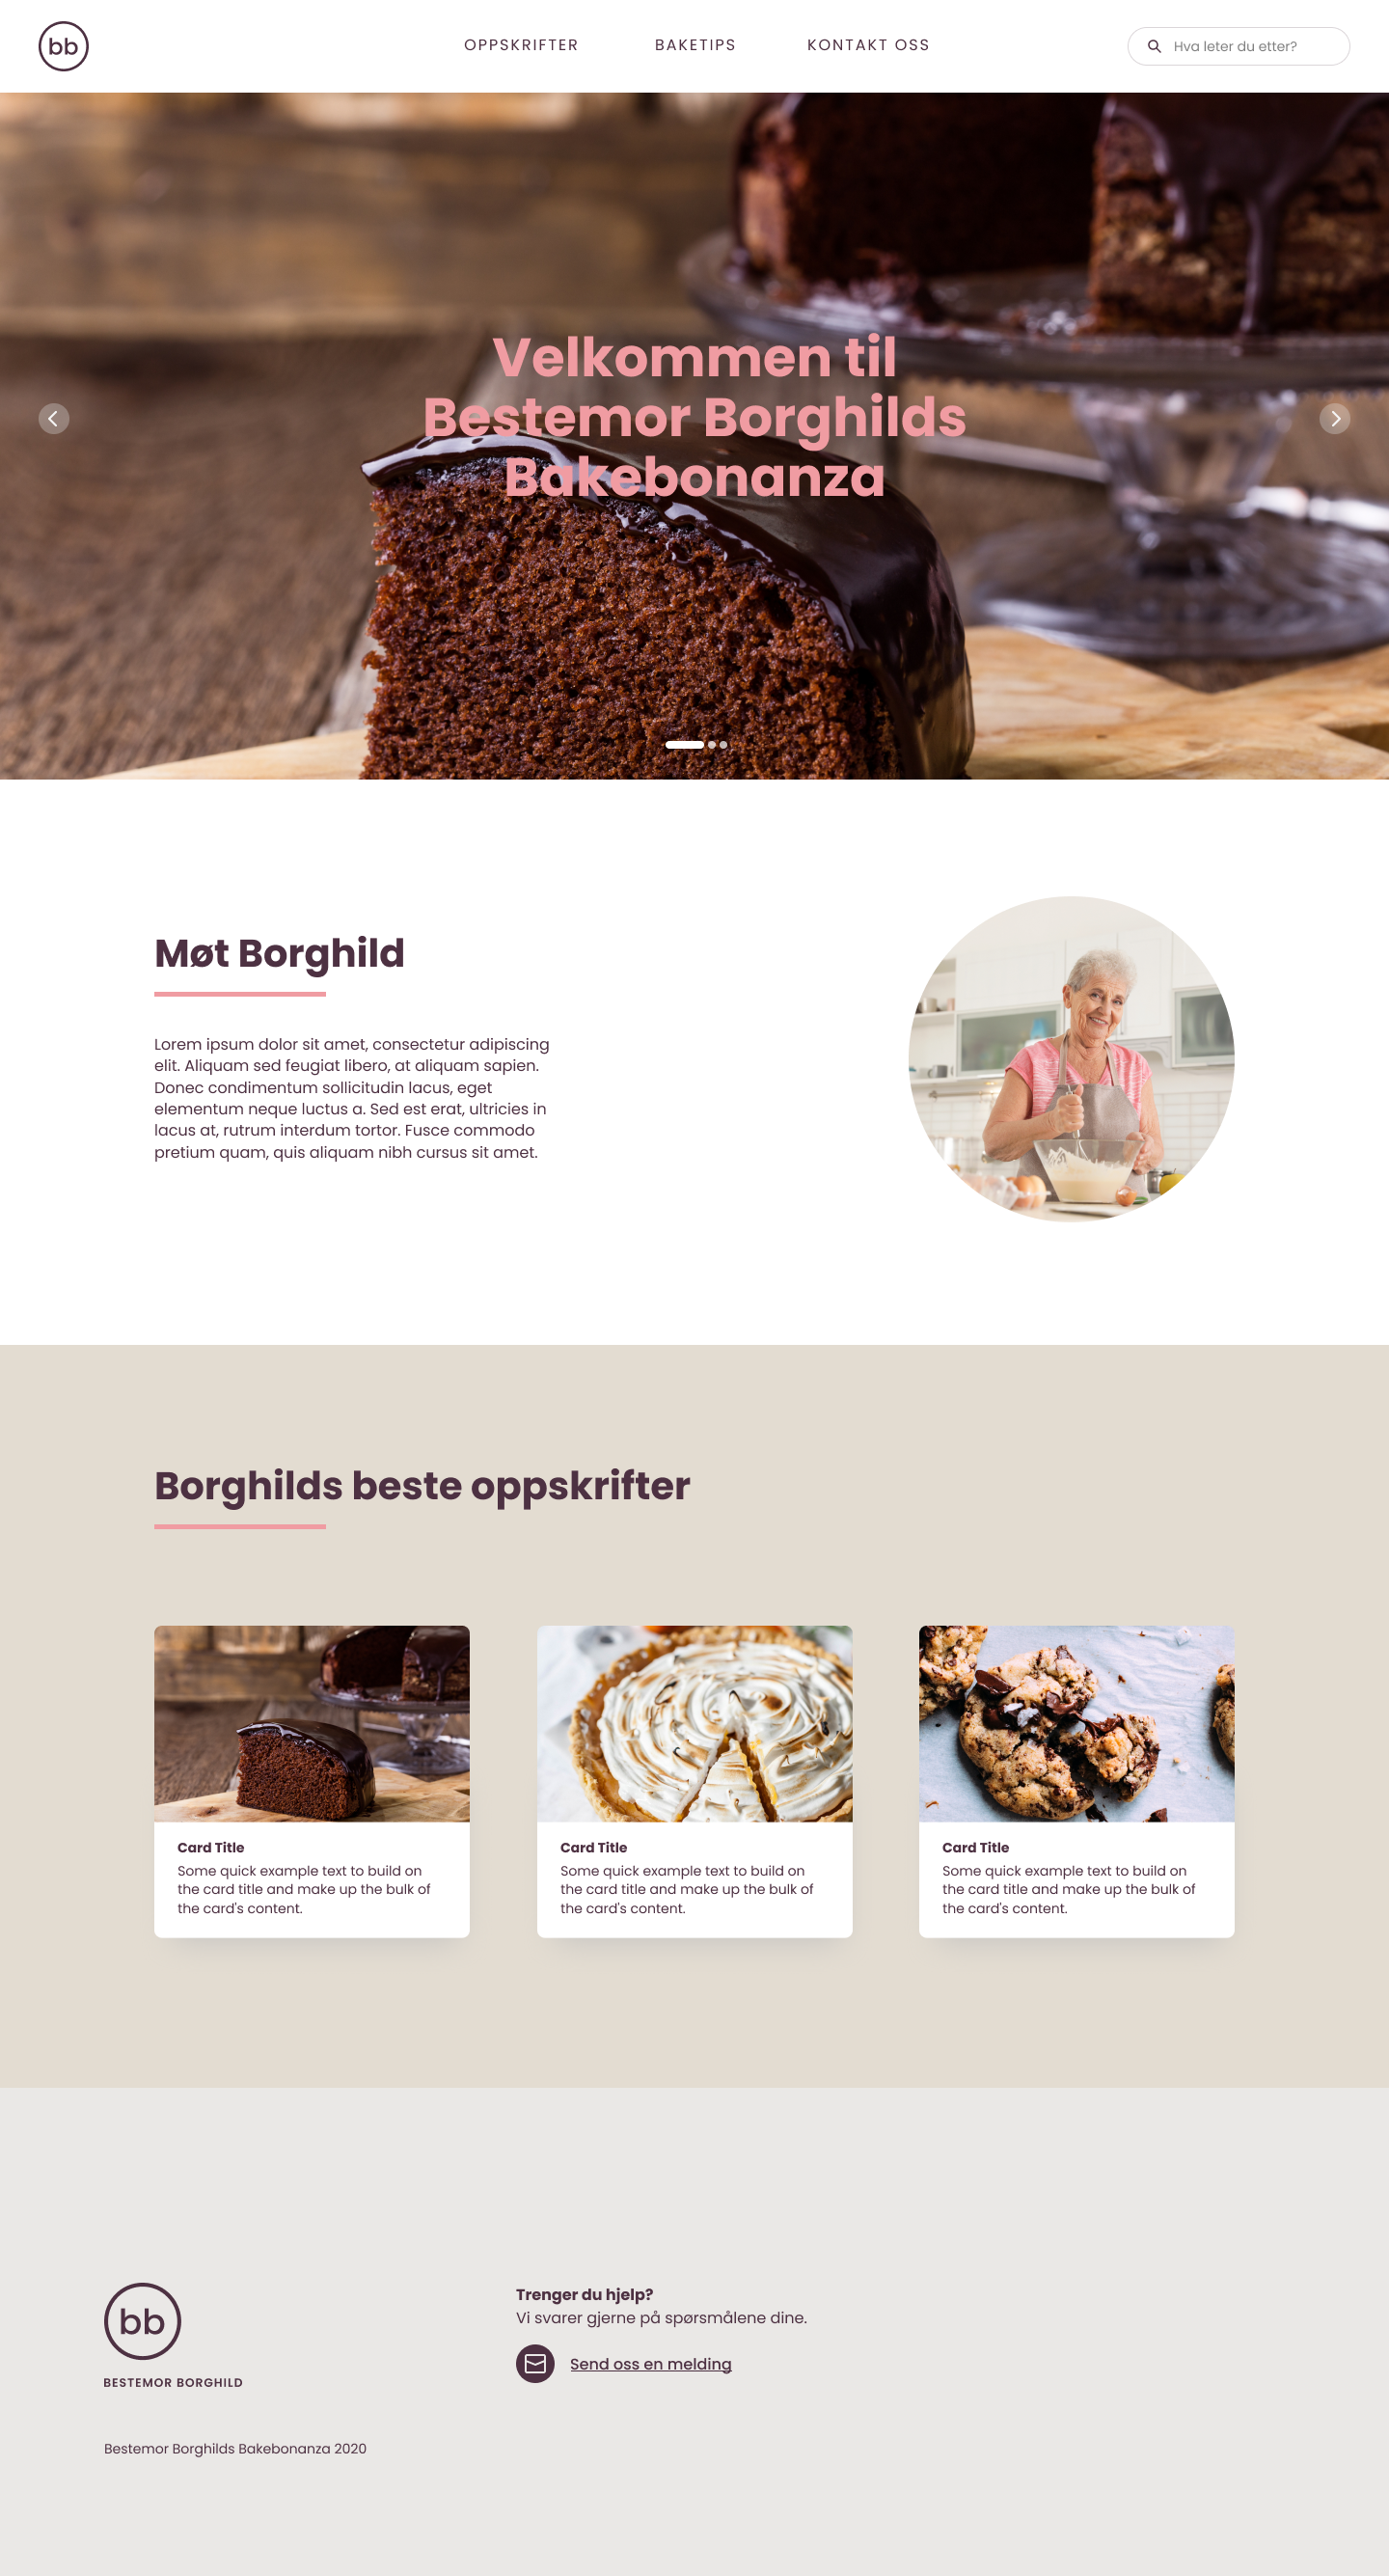 bb
OPPSKRIFTER
BAKETIPS
KONTAKT OSS
Hva leter du etter?
Velkommen til
Bestemor Borghilds
Bakebonanza
Møt Borghild
Lorem ipsum dolor sit amet, consectetur adipiscing
elit. Aliquam sed feugiat libero, at aliquam sapien.
Donec condimentum sollicitudin lacus, eget
elementum neque luctus a. Sed est erat, ultricies in
lacus at, rutrum interdum tortor. Fusce commodo
pretium quam, quis aliquam nibh cursus sit amet.
Borghilds beste oppskrifter
Card Title
Some quick example text to build on
the card title and make up the bulk of
the card's content.
Card Title
Some quick example text to build on
the card title and make up the bulk of
the card's content.
Card Title
Some quick example text to build on
the card title and make up the bulk of
the card's content.
bb
BESTEMOR BORGHILD
Bestemor Borghilds Bakebonanza 2020
Trenger du hjelp?
Vi svarer gjerne på spørsmålene dine.
Send oss en melding